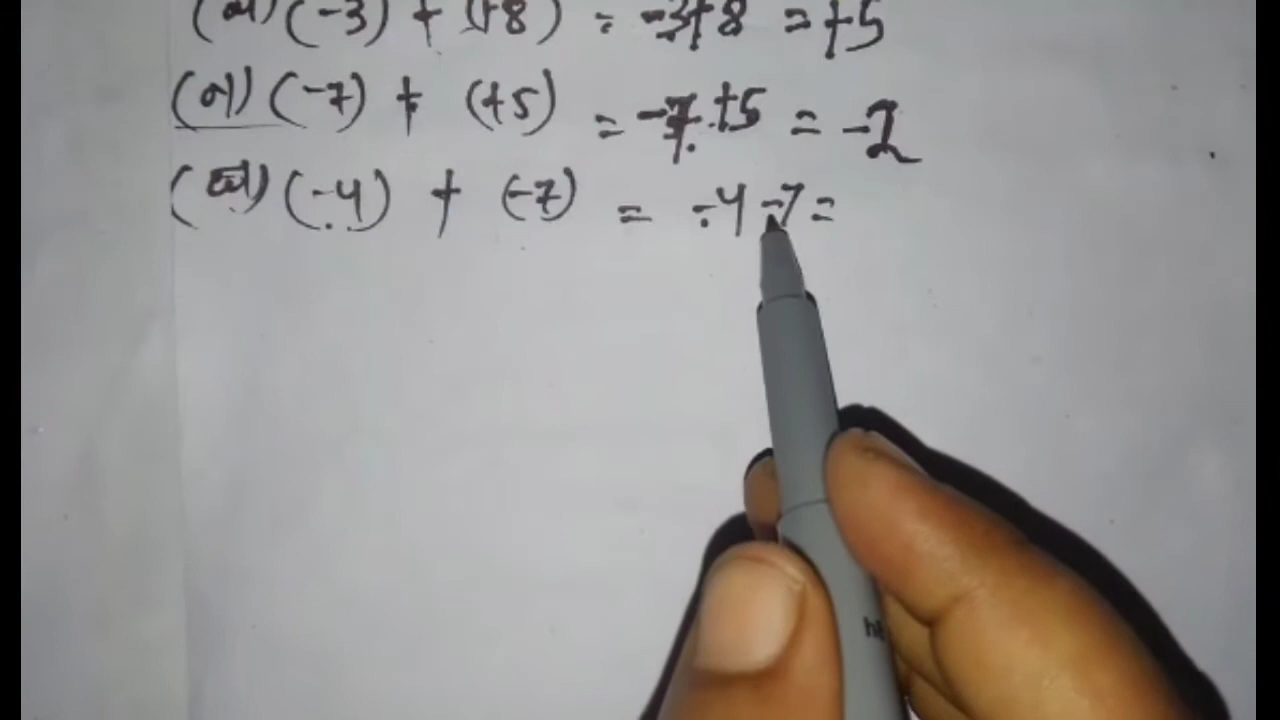 (-3) + (+8) = -3+8 = +5
(-7) + (+5) = -7+5 = -2
(-4) + (-7) = -4-7=